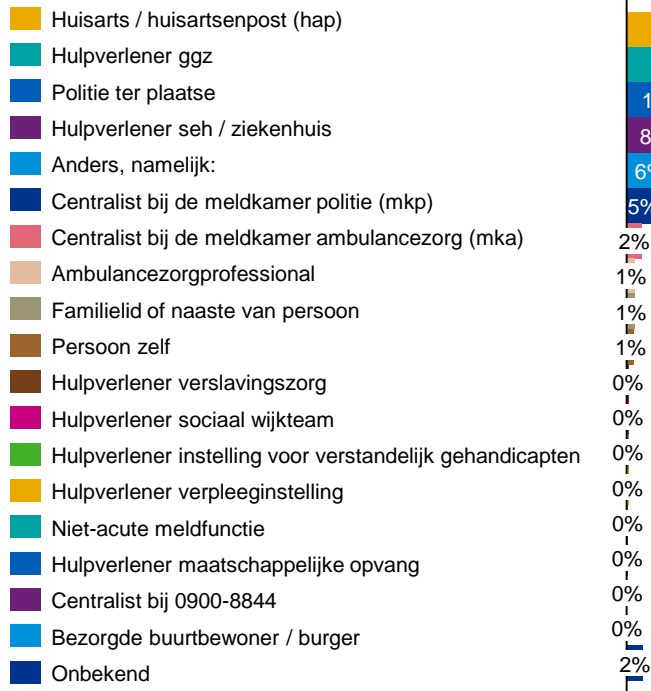 Huisarts / huisartsenpost (hap)
Hulpverlener ggz
Politie ter plaatse
Hulpverlener seh / ziekenhuis
Anders, namelijk:
Centralist bij de meldkamer politie (mkp)
Centralist bij de meldkamer ambulancezorg (mka)
Ambulancezorgprofessional
Familielid of naaste van persoon
Persoon zelf
Hulpverlener verslavingszorg
Hulpverlener sociaal wijkteam
Hulpverlener instelling voor verstandelijk gehandicapten
Hulpverlener verpleeginstelling
Niet-acute meldfunctie
Hulpverlener maatschappelijke opvang
Centralist bij 0900-8844
Bezorgde buurtbewoner / burger
Onbekend
1
8
6%
5%
2%
1%
1%
1%
0%
0%
0%
0%
0%
0%
0%
0%
2%